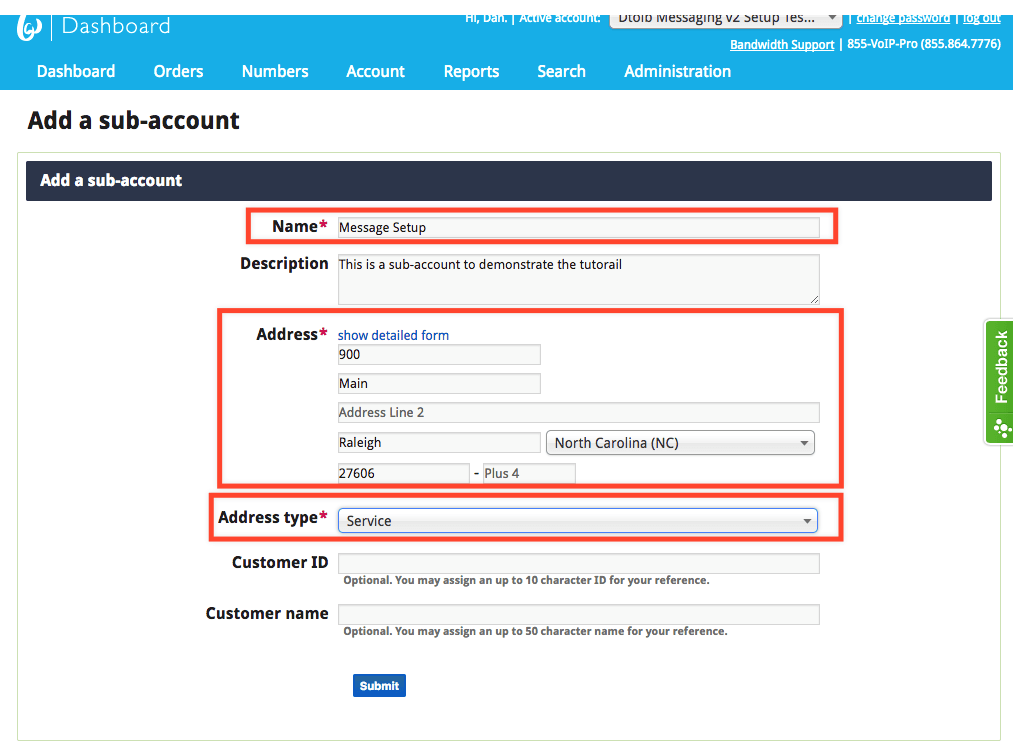 Dashboard
Hi, Dan. | Active account: Dtolb Messaging v2 Setup Tes... | change password | log out
Bandwidth Support | 855-VoIP-Pro (855.864.7776)
Dashboard Orders Numbers Account Reports Search Administration
Add a sub-account
Add a sub-account
Name* Message Setup
Description This is a sub-account to demonstrate the tutorail
Address* show detailed form
900
Main
Address Line 2
Raleigh North Carolina (NC)
27606 - Plus 4
Address type* Service
Customer ID
Optional. You may assign an up to 10 character ID for your reference.
Customer name
Optional. You may assign an up to 50 character name for your reference.
Submit
Feedback